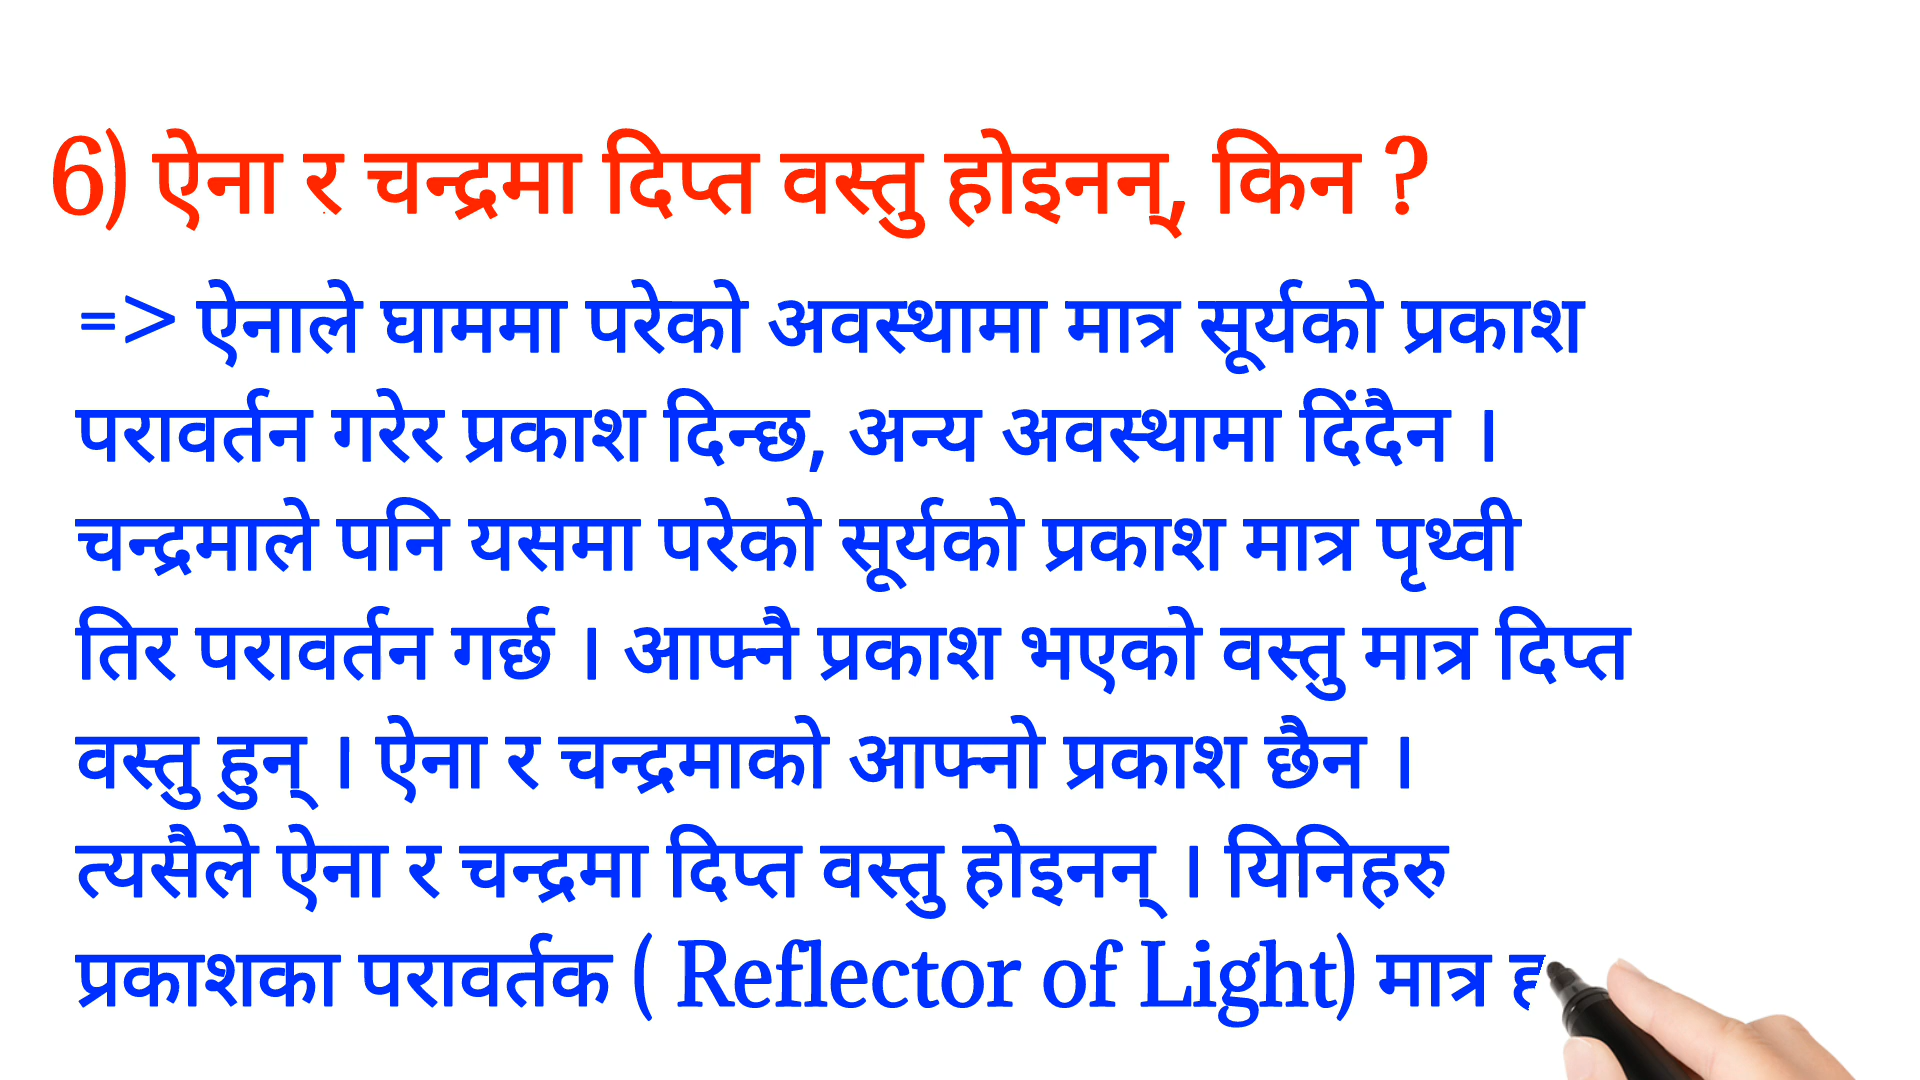 6) ऐना र चन्द्रमा दिप्त वस्तु होइनन्, किन ?
=> ऐनाले घाममा परेको अवस्थामा मात्र सूर्यको प्रकाश
परावर्तन गरेर प्रकाश दिन्छ, अन्य अवस्थामा दिंदैन ।
चन्द्रमाले पनि यसमा परेको सूर्यको प्रकाश मात्र पृथ्वी
तिर परावर्तन गर्छ । आफ्नै प्रकाश भएको वस्तु मात्र दिप्त
वस्तु हुन् । ऐना र चन्द्रमाको आफ्नो प्रकाश छैन ।
त्यसैले ऐना र चन्द्रमा दिप्त वस्तु होइनन् । यिनिहरु
प्रकाशका परावर्तक ( Reflector of Light) मात्र